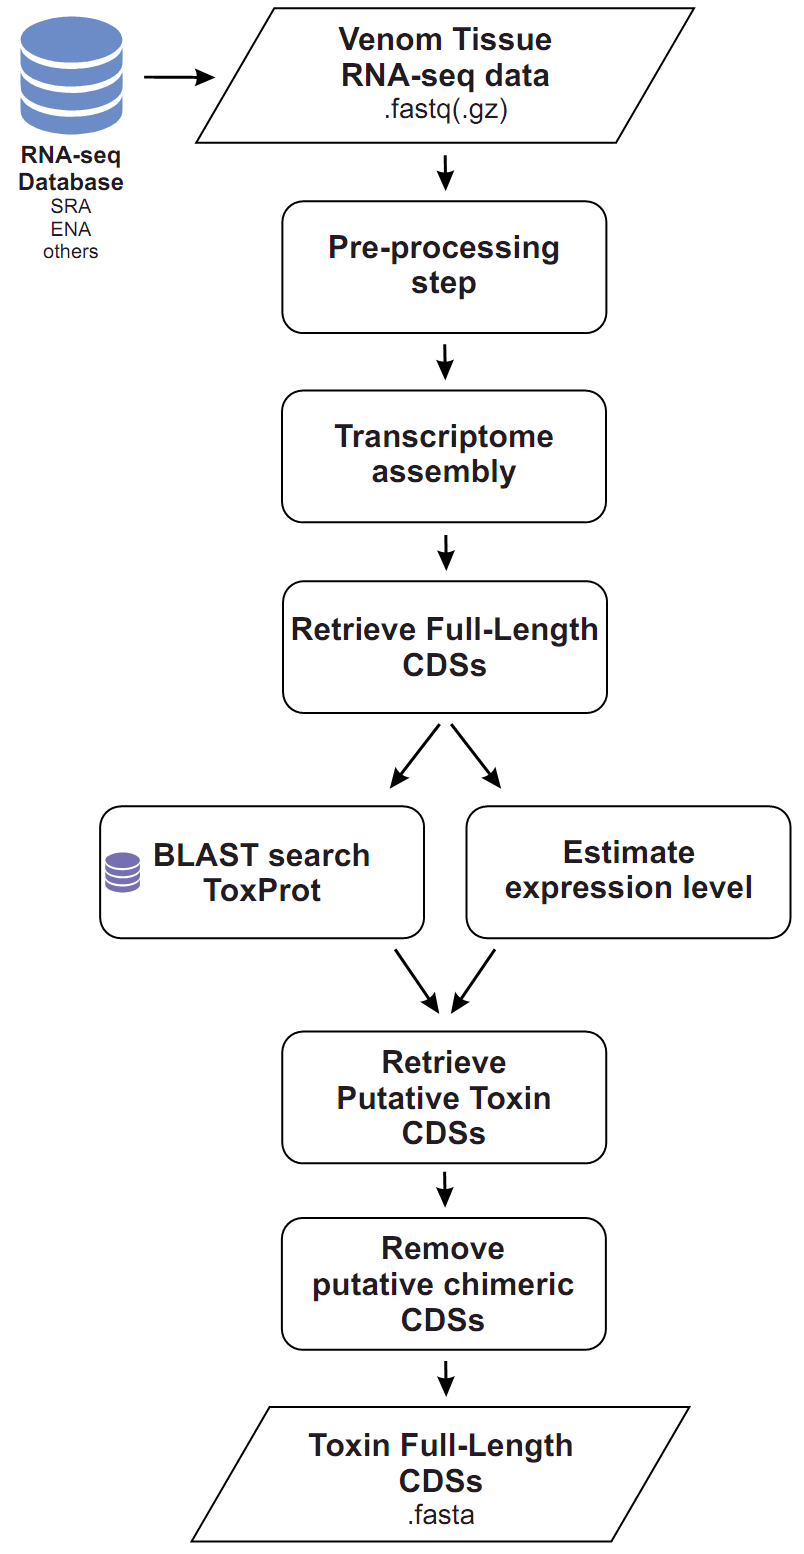 Venom Tissue
RNA-seq data
.fastq(.gz)
RNA-seq
Database
SRA
ENA
others
Pre-processing
step
Transcriptome
assembly
Retrieve Full-Length
CDSs
BLAST search
ToxProt
Estimate
expression level
Retrieve
Putative Toxin
CDSs
Remove
putative chimeric
CDSs
Toxin Full-Length
CDSs
.fasta